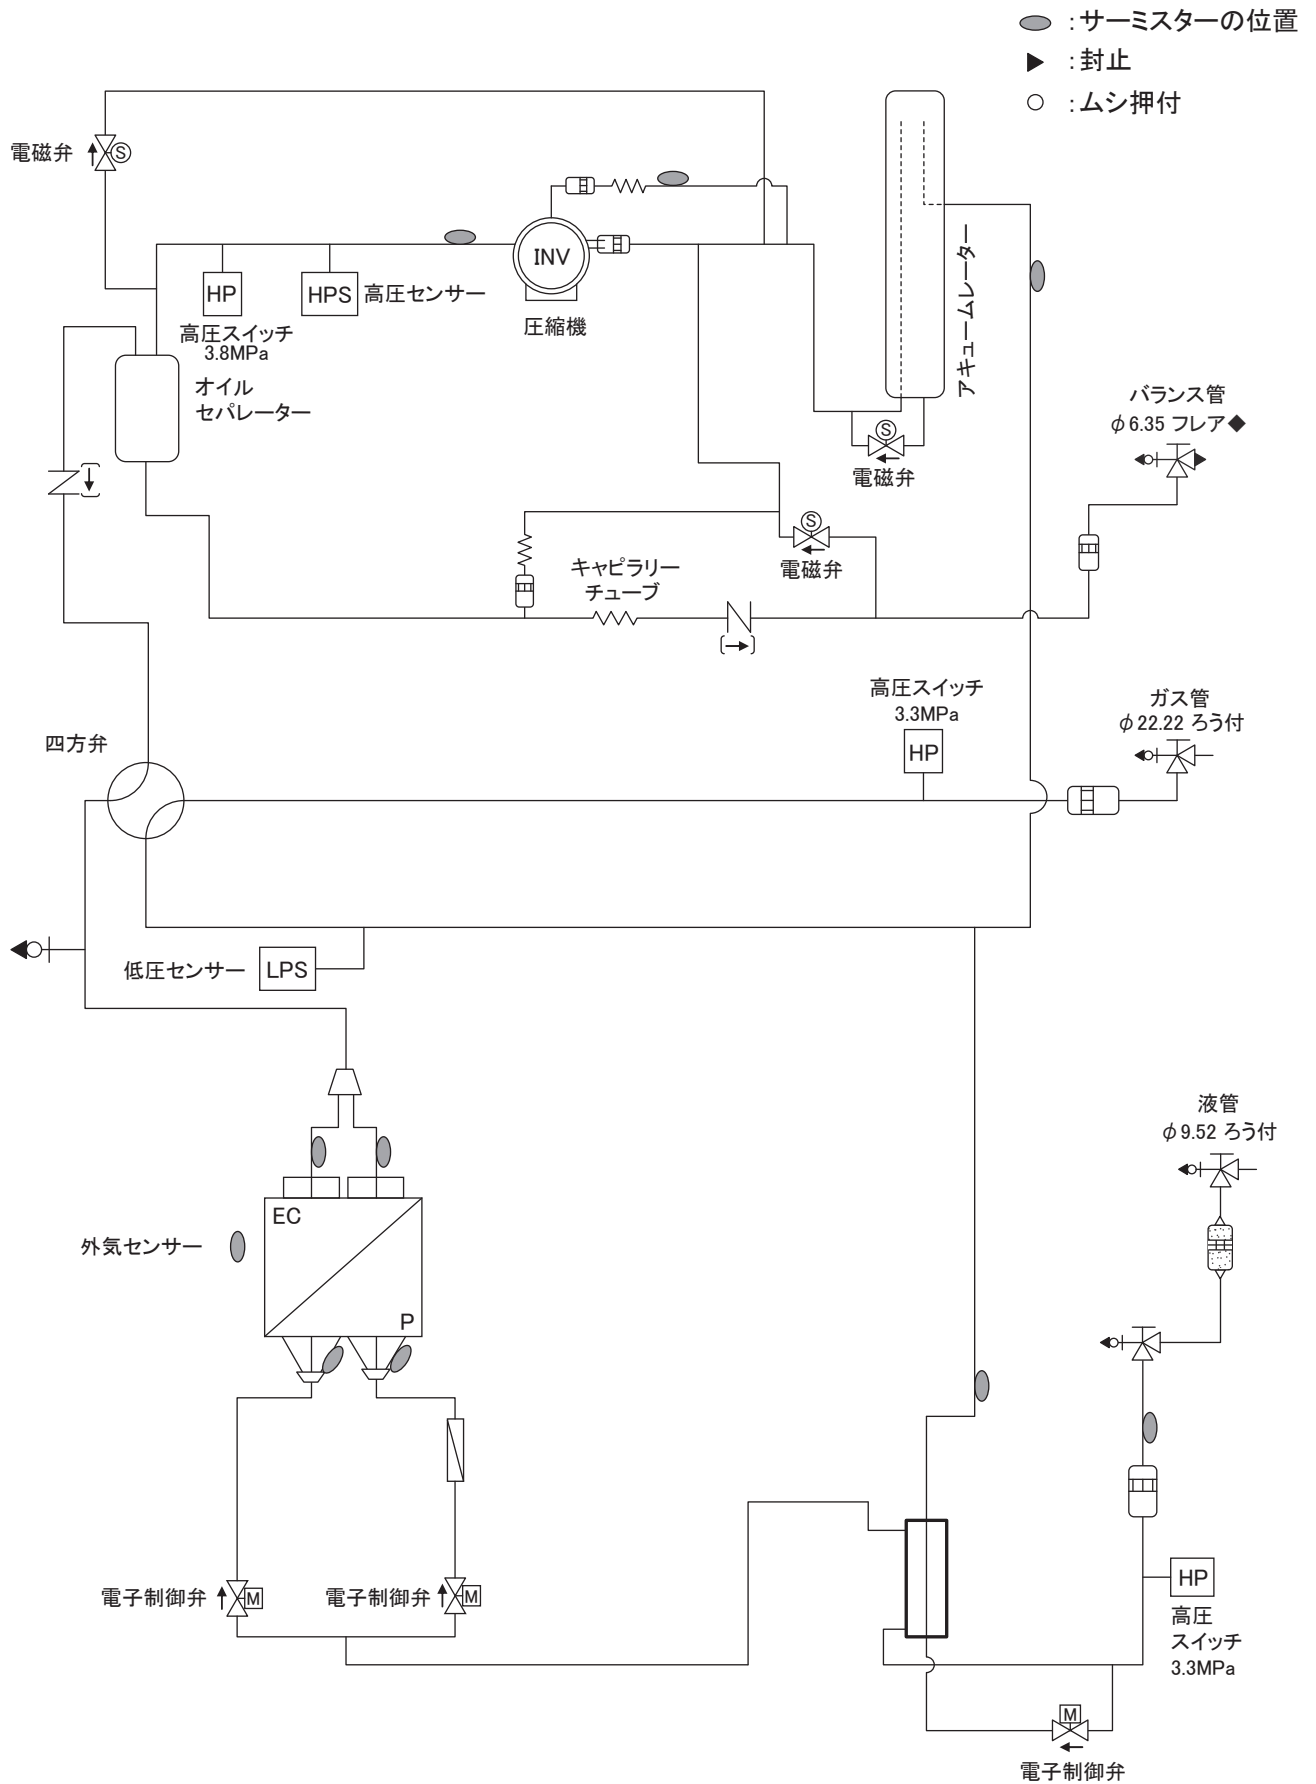 ：サーミスターの位置
：封止
：ムシ押付
電磁弁
S
INV
圧縮機
HP
高圧スイッチ
3.8MPa
HPS
高圧センサー
アキュームレーター
オイル
セパレーター
S
電磁弁
バランス管
φ6.35 フレア◆
S
電磁弁
キャピラリー
チューブ
高圧スイッチ
3.3MPa
HP
ガス管
φ22.22 ろう付
四方弁
低圧センサー
LPS
液管
φ9.52 ろう付
EC
P
外気センサー
電子制御弁
M
電子制御弁
M
HP
高圧
スイッチ
3.3MPa
M
電子制御弁